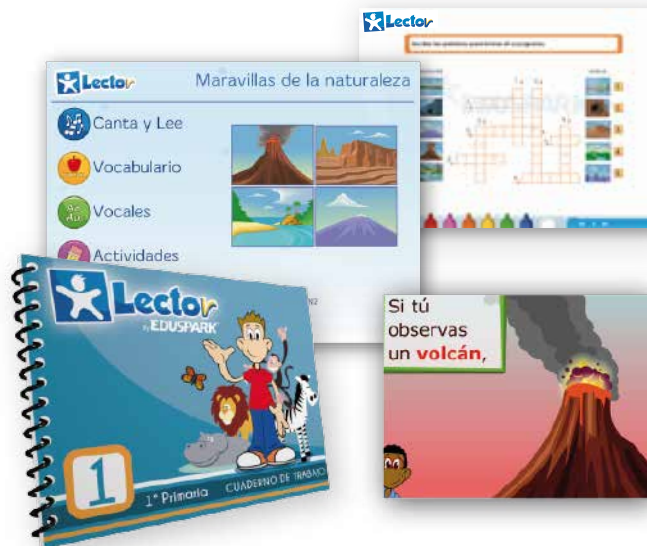 Lector
Lector
Maravillas de la naturaleza
Canta y Lee
Vocabulario
Vocales
Actividades
Si tú
observas
un volcán,
Lector
by EDUSPARK
1
1° Primaria
CUADERNO DE TRABAJO